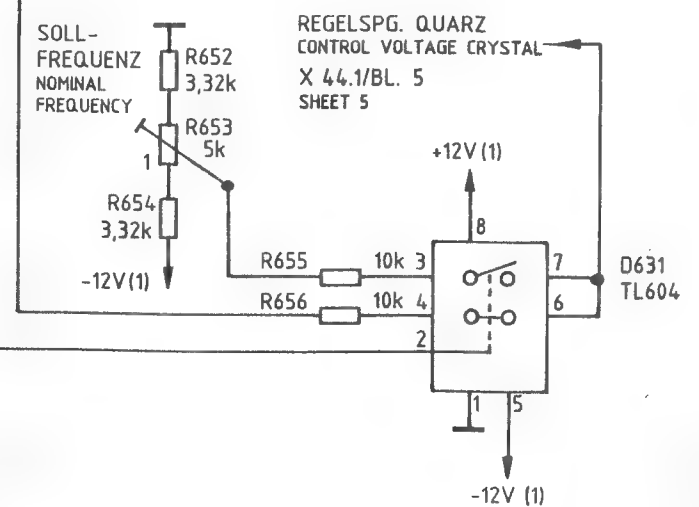 SOLL-
FREQUENZ
NOMINAL
FREQUENCY
R652
3,32k
R653
5k
1
R654
3,32k
-12V(1)
REGELSPG. QUARZ
CONTROL VOLTAGE CRYSTAL
X 44.1/BL. 5
SHEET 5
+12V(1)
8
R655 10k 3
7
R656 10k 4
6
2
D631
TL604
1 5
-12V (1)